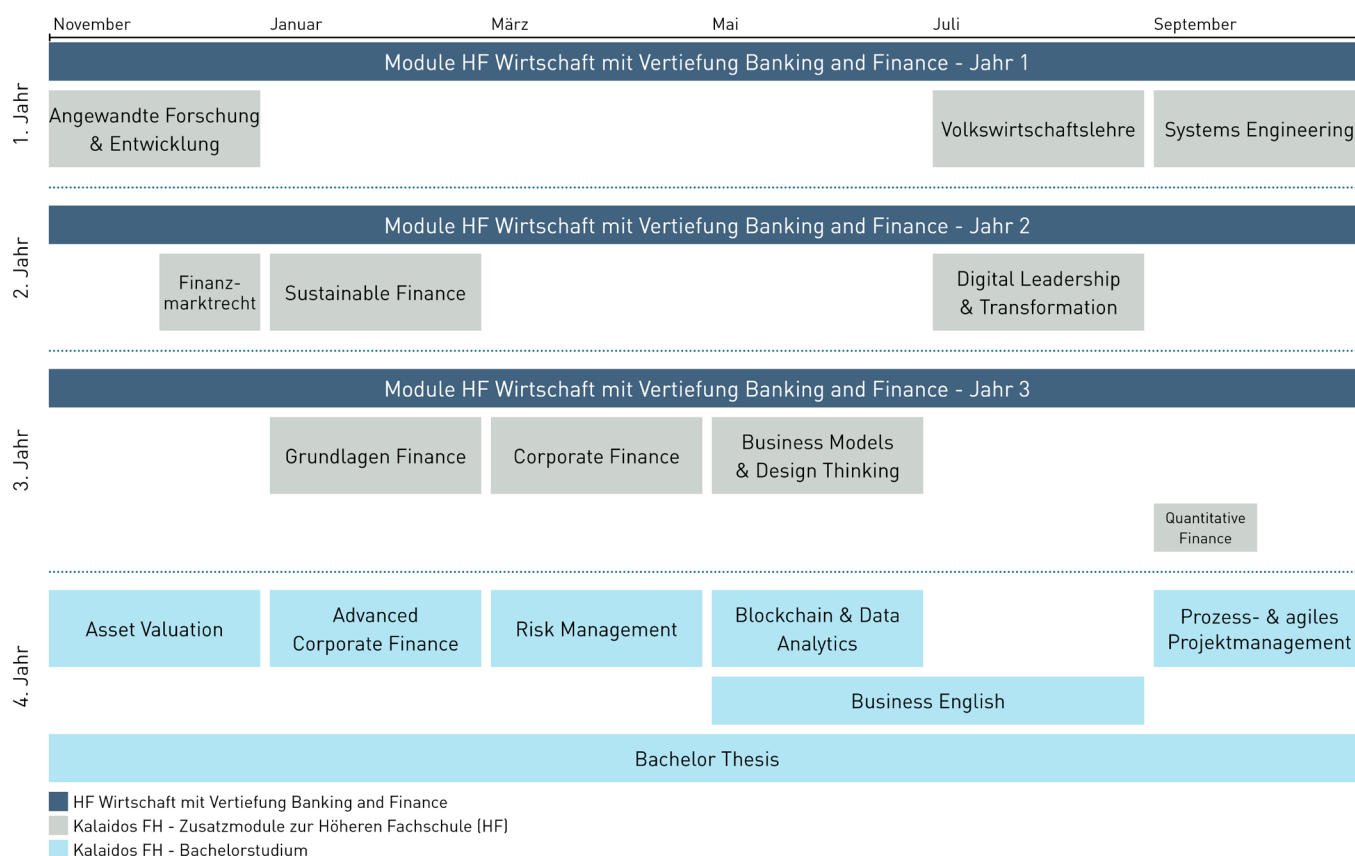 November Januar März Mai Juli September
1. Jahr
Module HF Wirtschaft mit Vertiefung Banking and Finance - Jahr 1
Angewandte Forschung
& Entwicklung
Volkswirtschaftslehre
Systems Engineering
2. Jahr
Module HF Wirtschaft mit Vertiefung Banking and Finance - Jahr 2
Finanz-
marktrecht
Sustainable Finance
Digital Leadership
& Transformation
3. Jahr
Module HF Wirtschaft mit Vertiefung Banking and Finance - Jahr 3
Grundlagen Finance
Corporate Finance
Business Models
& Design Thinking
Quantitative
Finance
4. Jahr
Asset Valuation
Advanced
Corporate Finance
Risk Management
Blockchain & Data
Analytics
Prozess- & agiles
Projektmanagement
Business English
Bachelor Thesis
HF Wirtschaft mit Vertiefung Banking and Finance
Kalaidos FH - Zusatzmodule zur Höheren Fachschule (HF)
Kalaidos FH - Bachelorstudium